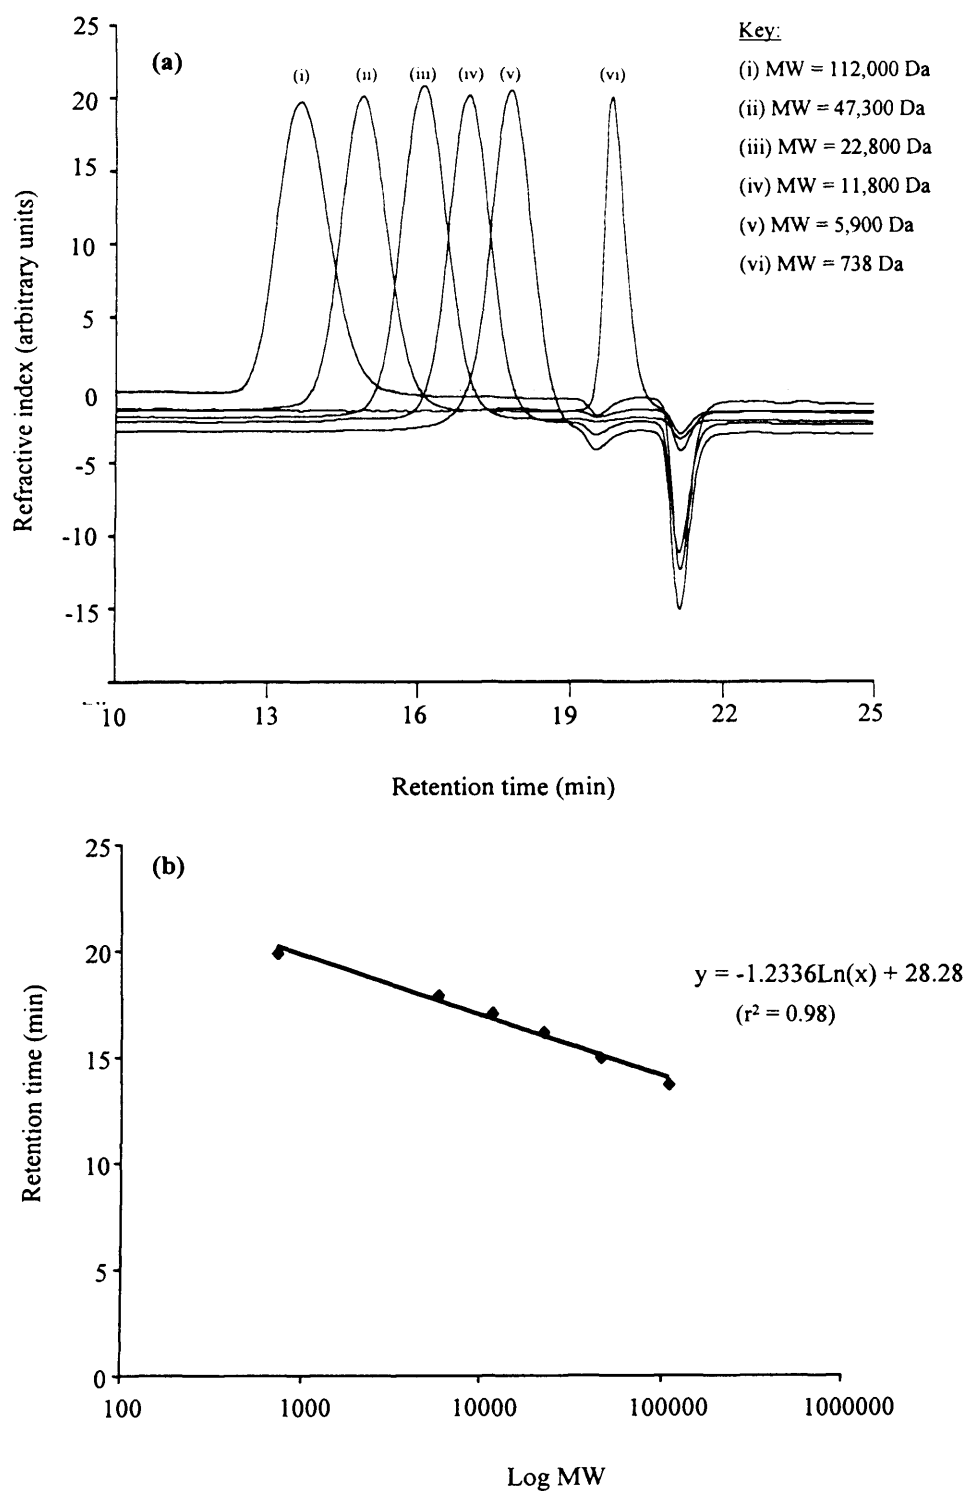 (a)
25
20
15
10
5
0
-5
-10
-15
Refractive index (arbitrary units)
(i) (ii) (iii) (iv) (v) (vi)
Key:
(i) MW = 112,000 Da
(ii) MW = 47,300 Da
(iii) MW = 22,800 Da
(iv) MW = 11,800 Da
(v) MW = 5,900 Da
(vi) MW = 738 Da
10 13 16 19 22 25
Retention time (min)
(b)
25
20
15
10
5
0
Retention time (min)
y = -1.2336Ln(x) + 28.28
(r² = 0.98)
100 1000 10000 100000 1000000
Log MW